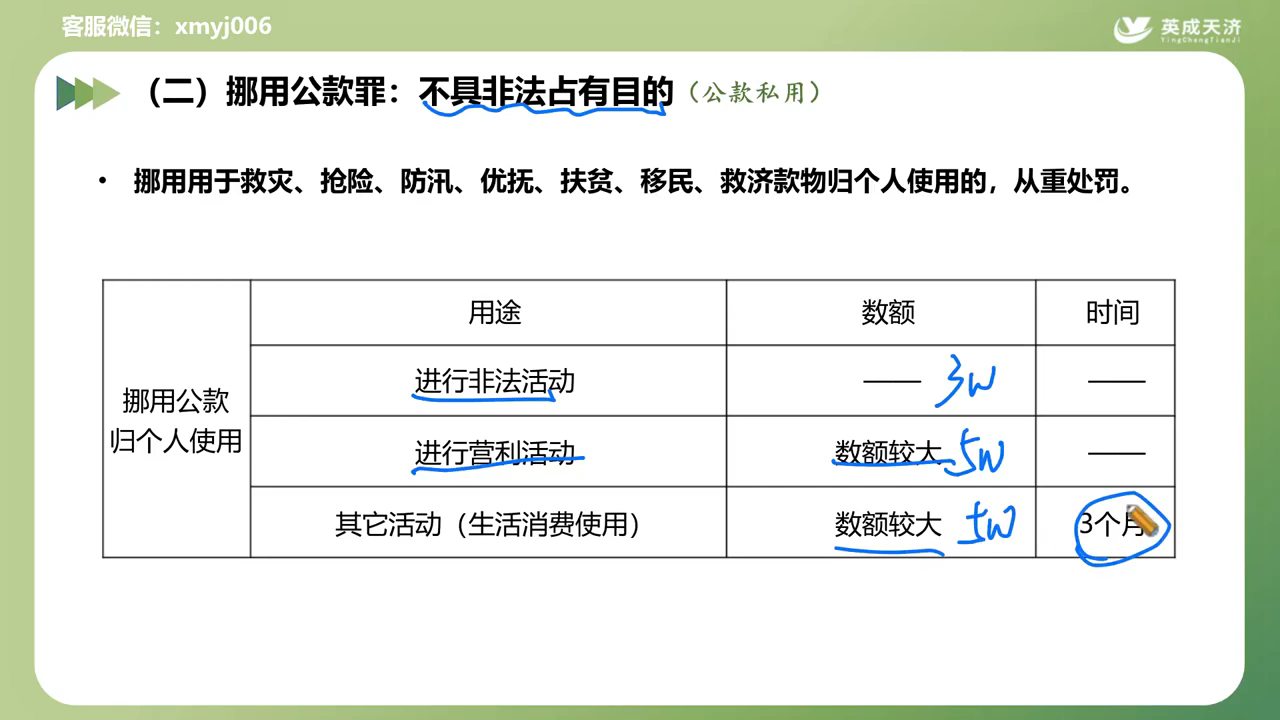 客服微信：xmyj006
英成天济
YingChengTianJi
（二）挪用公款罪：不具非法占有目的（公款私用）
• 挪用用于救灾、抢险、防汛、优抚、扶贫、移民、救济款物归个人使用的，从重处罚。
用途 数额 时间
挪用公款
归个人使用
进行非法活动 —— 3W ——
进行营利活动 数额较大 5W ——
其它活动（生活消费使用） 数额较大 5W 3个月